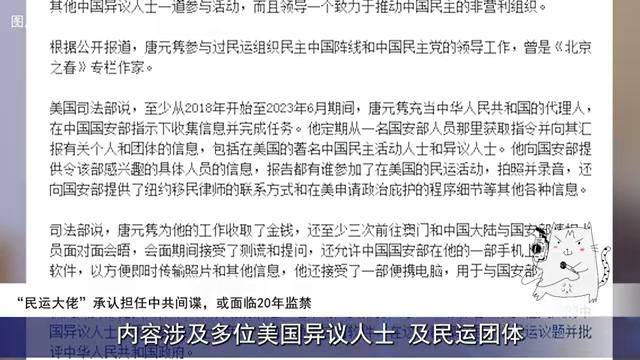 其他中国异议人士一道参与活动，而且领导一个致力于推动中国民主的非营利组织。
图
根据公开报道，唐元隽参与过民运组织民主中国阵线和中国民主党的领导工作，曾是《北京
之春》专栏作家。
美国司法部说，至少从2018年开始至2023年6月期间，唐元隽充当中华人民共和国的代理人，
在中国国安部指示下收集信息并完成任务。他定期从一名国安部人员那里获取指令并向其汇
报有关个人和团体的信息，包括在美国的著名中国民主活动人士和异议人士。他向国安部提
供令该部感兴趣的具体人员的信息，报告都有谁参加了在美国的民运活动，拍照并录音，还
向国安部提供了纽约移民律师的联系方式和在美申请政治庇护的程序细节等其他各种信息。
司法部说，唐元隽为他的工作收取了金钱，还至少三次前往澳门和中国大陆与国安部
员面对面会晤，会面期间接受了测谎和提问，还允许中国国安部在他的一部手机上
软件，以方便即时传输照片和其他信息，他还接受了一部便携电脑，用于与国安部
“民运大佬”承认担任中共间谍，或面临20年监禁
国异议人士
运议题并批
评中华人民共和国政府。
内容涉及多位美国异议人士 及民运团体